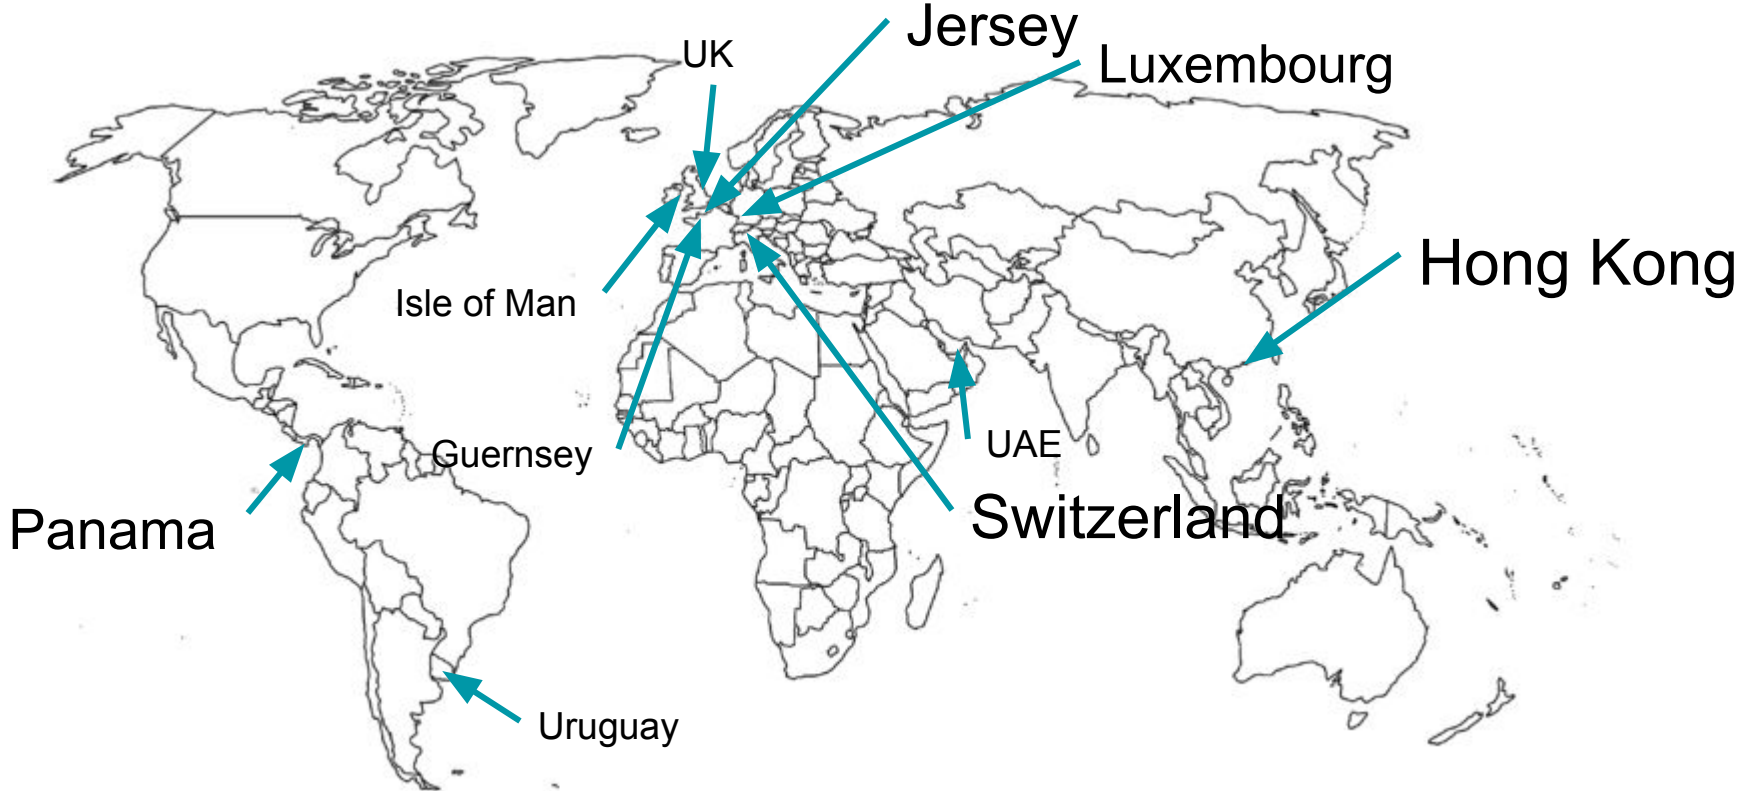 Jersey
UK
Luxembourg
Hong Kong
Isle of Man
Guernsey
UAE
Switzerland
Panama
Uruguay